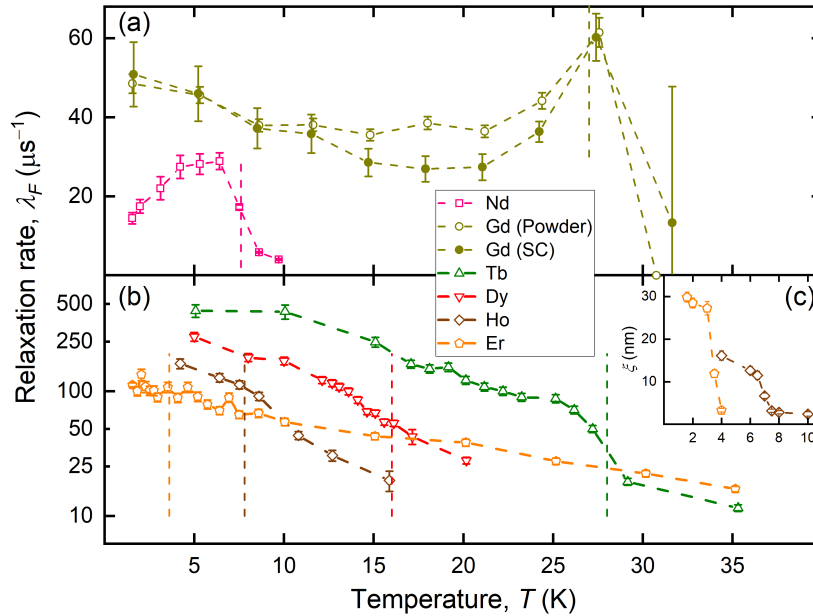 (a)
60
40
20
Nd
Gd (Powder)
Gd (SC)
Tb
Dy
Ho
Er
(b)
500
250
100
50
25
10
(c)
30
20
10
ξ (nm)
2 4 6 8 10
5 10 15 20 25 30 35
Relaxation rate, λF (μs⁻¹)
Temperature, T (K)